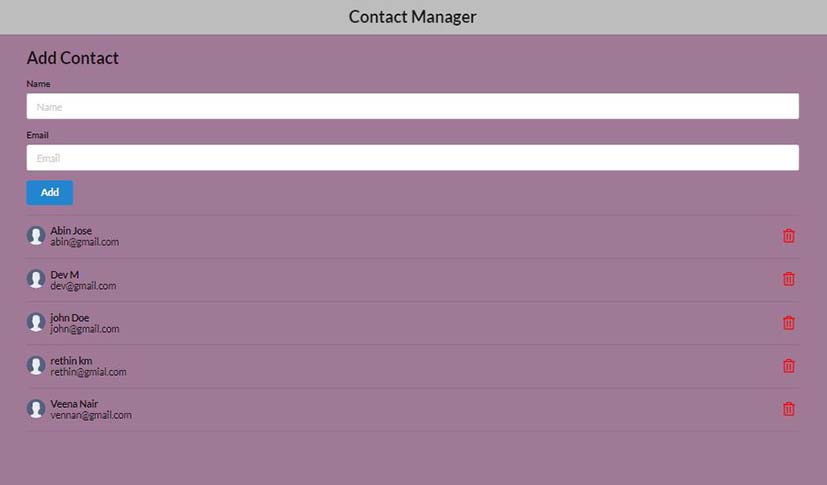 Contact Manager
Add Contact
Name
Name
Email
Email
Add
Abin Jose
abin@gmail.com
Dev M
dev@gmail.com
john Doe
john@gmail.com
rethin km
rethin@gmial.com
Veena Nair
vennan@gmail.com